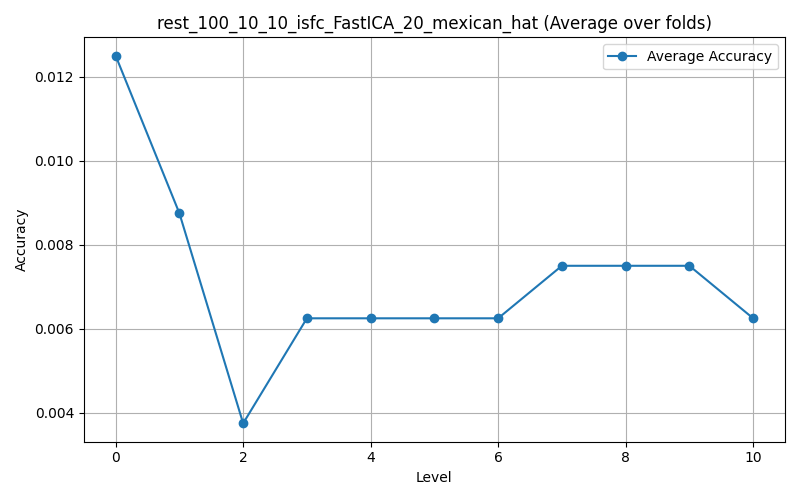 rest_100_10_10_isfc_FastICA_20_mexican_hat (Average over folds)
Average Accuracy
0.012
0.010
0.008
0.006
0.004
Accuracy
0 2 4 6 8 10
Level